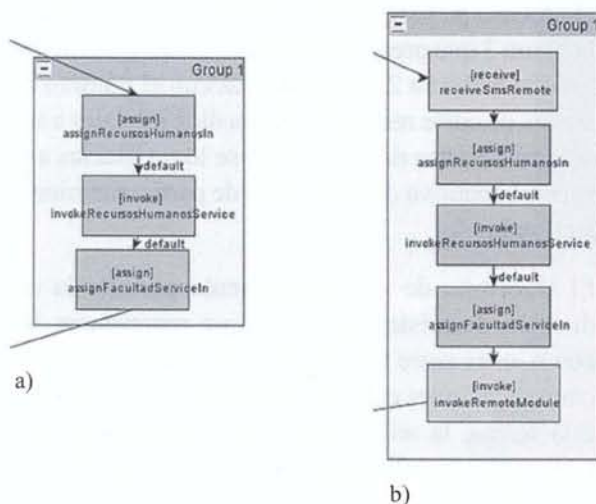 Group 1
[assign]
assignRecursosHumanosIn
default
[invoke]
invokeRecursosHumanosService
default
[assign]
assignFacultadServiceIn
a)
Group 1
[receive]
receiveSmsRemote
[assign]
assignRecursosHumanosIn
default
[invoke]
invokeRecursosHumanosService
default
[assign]
assignFacultadServiceIn
[invoke]
invokeRemoteModule
b)